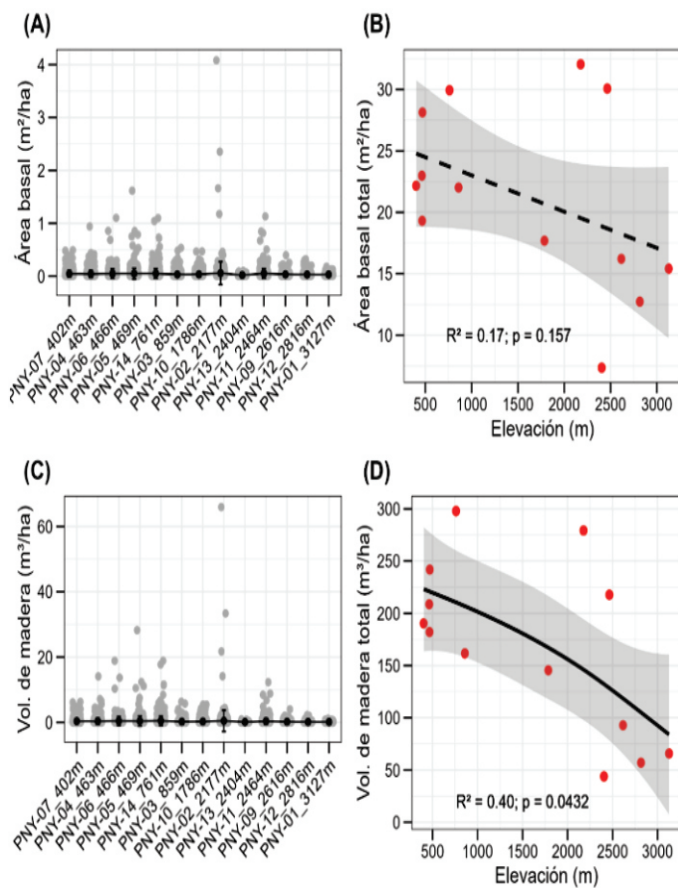 (A)
Área basal (m²/ha)
4
3
2
1
0
PNY-07_402m
PNY-04_463m
PNY-06_466m
PNY-05_469m
PNY-14_761m
PNY-03_859m
PNY-10_1786m
PNY-02_2177m
PNY-13_2404m
PNY-11_2464m
PNY-09_2616m
PNY-12_2816m
PNY-01_3127m
(B)
Área basal total (m²/ha)
30
25
20
15
10
R² = 0.17; p = 0.157
500 1000 1500 2000 2500 3000
Elevación (m)
(C)
Vol. de madera (m³/ha)
60
40
20
0
PNY-07_402m
PNY-04_463m
PNY-06_466m
PNY-05_469m
PNY-14_761m
PNY-03_859m
PNY-10_1786m
PNY-02_2177m
PNY-13_2404m
PNY-11_2464m
PNY-09_2616m
PNY-12_2816m
PNY-01_3127m
(D)
Vol. de madera total (m³/ha)
300
250
200
150
100
50
0
R² = 0.40; p = 0.0432
500 1000 1500 2000 2500 3000
Elevación (m)